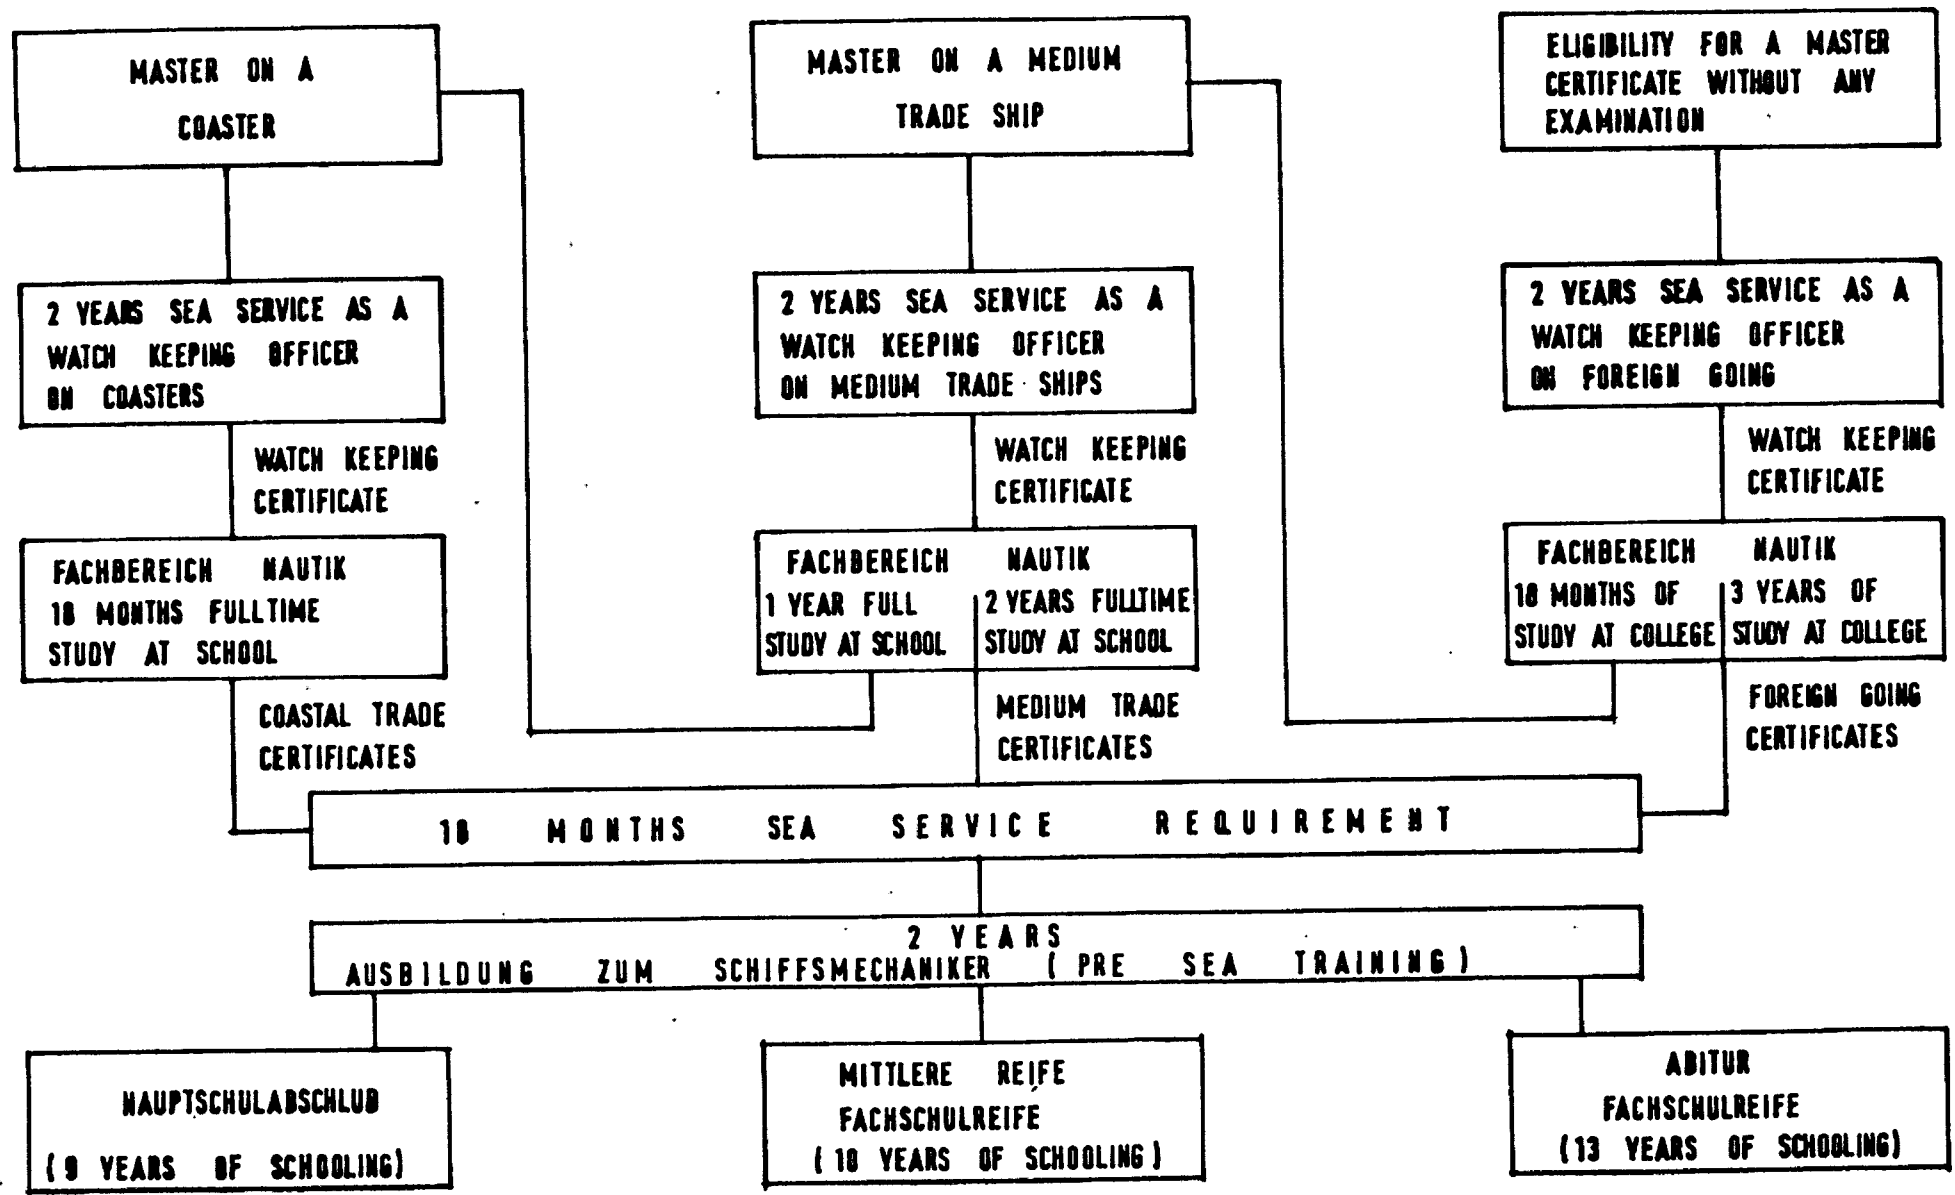 MASTER ON A
COASTER
MASTER ON A MEDIUM
TRADE SHIP
ELIGIBILITY FOR A MASTER
CERTIFICATE WITHOUT ANY
EXAMINATION
2 YEARS SEA SERVICE AS A
WATCH KEEPING OFFICER
ON COASTERS
2 YEARS SEA SERVICE AS A
WATCH KEEPING OFFICER
ON MEDIUM TRADE SHIPS
2 YEARS SEA SERVICE AS A
WATCH KEEPING OFFICER
ON FOREIGN GOING
WATCH KEEPING
CERTIFICATE
WATCH KEEPING
CERTIFICATE
WATCH KEEPING
CERTIFICATE
FACHBEREICH NAUTIK
18 MONTHS FULLTIME
STUDY AT SCHOOL
FACHBEREICH NAUTIK
1 YEAR FULL
STUDY AT SCHOOL
2 YEARS FULLTIME
STUDY AT SCHOOL
FACHBEREICH NAUTIK
18 MONTHS OF
STUDY AT COLLEGE
3 YEARS OF
STUDY AT COLLEGE
COASTAL TRADE
CERTIFICATES
MEDIUM TRADE
CERTIFICATES
FOREIGN GOING
CERTIFICATES
18 MONTHS SEA SERVICE REQUIREMENT
2 YEARS
AUSBILDUNG ZUM SCHIFFSMECHANIKER (PRE SEA TRAINING)
HAUPTSCHULABSCHLUB
(9 YEARS OF SCHOOLING)
MITTLERE REIFE
FACHSCHULREIFE
(10 YEARS OF SCHOOLING)
ABITUR
FACHSCHULREIFE
(13 YEARS OF SCHOOLING)